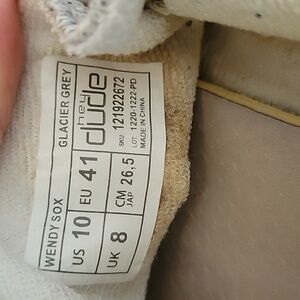 WENDY SOX GLACIER GREY
US 10 EU 41 hey dude
UK 8 CM 26,5 SKU: 121922672
JAP LOT: 1220-1222-PD
MADE IN CHINA